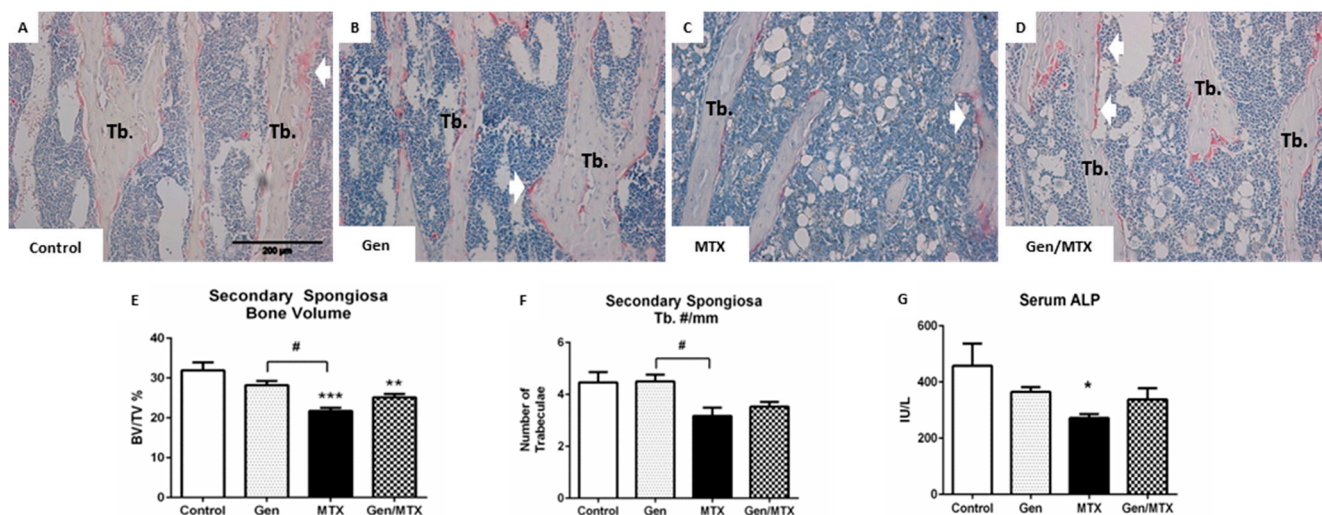 A
Tb.
Tb.
Control
200 µm
B
Tb.
Tb.
Gen
C
Tb.
MTX
D
Tb.
Tb.
Tb.
Gen/MTX
E
Secondary Spongiosa
Bone Volume
BV/TV %
40
30
20
10
0
#
***
**
Control Gen MTX Gen/MTX
F
Secondary Spongiosa
Tb. #/mm
Number of
Trabeculae
6
4
2
0
#
Control Gen MTX Gen/MTX
G
Serum ALP
IU/L
600
400
200
0
*
Control Gen MTX Gen/MTX